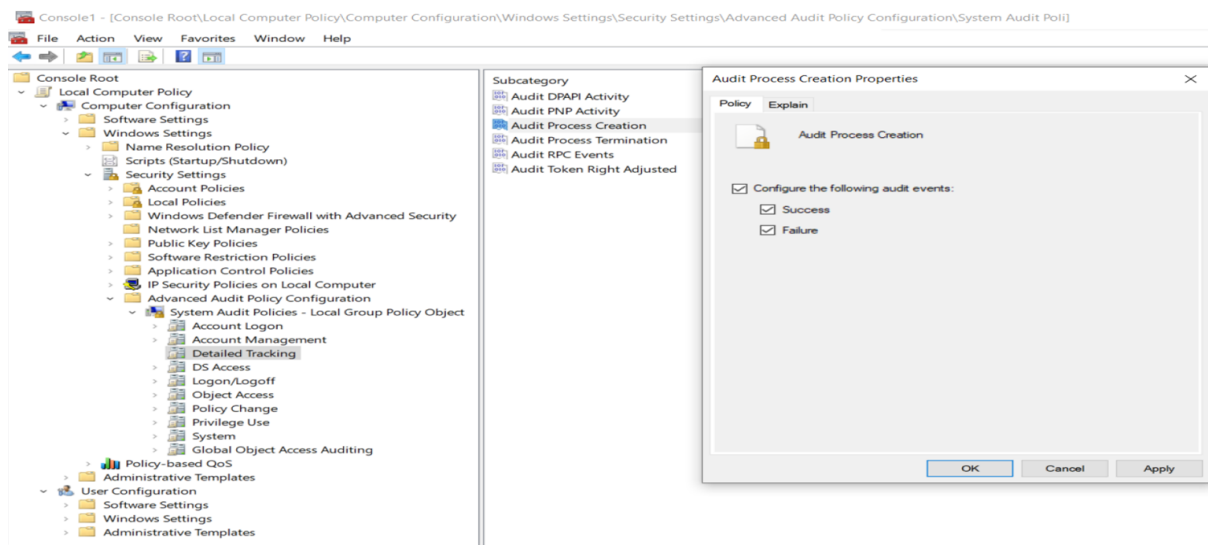 Console1 - [Console Root\Local Computer Policy\Computer Configuration\Windows Settings\Security Settings\Advanced Audit Policy Configuration\System Audit Poli]
File Action View Favorites Window Help
Console Root
Local Computer Policy
Computer Configuration
Software Settings
Windows Settings
Name Resolution Policy
Scripts (Startup/Shutdown)
Security Settings
Account Policies
Local Policies
Windows Defender Firewall with Advanced Security
Network List Manager Policies
Public Key Policies
Software Restriction Policies
Application Control Policies
IP Security Policies on Local Computer
Advanced Audit Policy Configuration
System Audit Policies - Local Group Policy Object
Account Logon
Account Management
Detailed Tracking
DS Access
Logon/Logoff
Object Access
Policy Change
Privilege Use
System
Global Object Access Auditing
Policy-based QoS
Administrative Templates
User Configuration
Software Settings
Windows Settings
Administrative Templates
Subcategory
Audit DPAPI Activity
Audit PNP Activity
Audit Process Creation
Audit Process Termination
Audit RPC Events
Audit Token Right Adjusted
Audit Process Creation Properties
Policy Explain
Audit Process Creation
Configure the following audit events:
Success
Failure
OK Cancel Apply